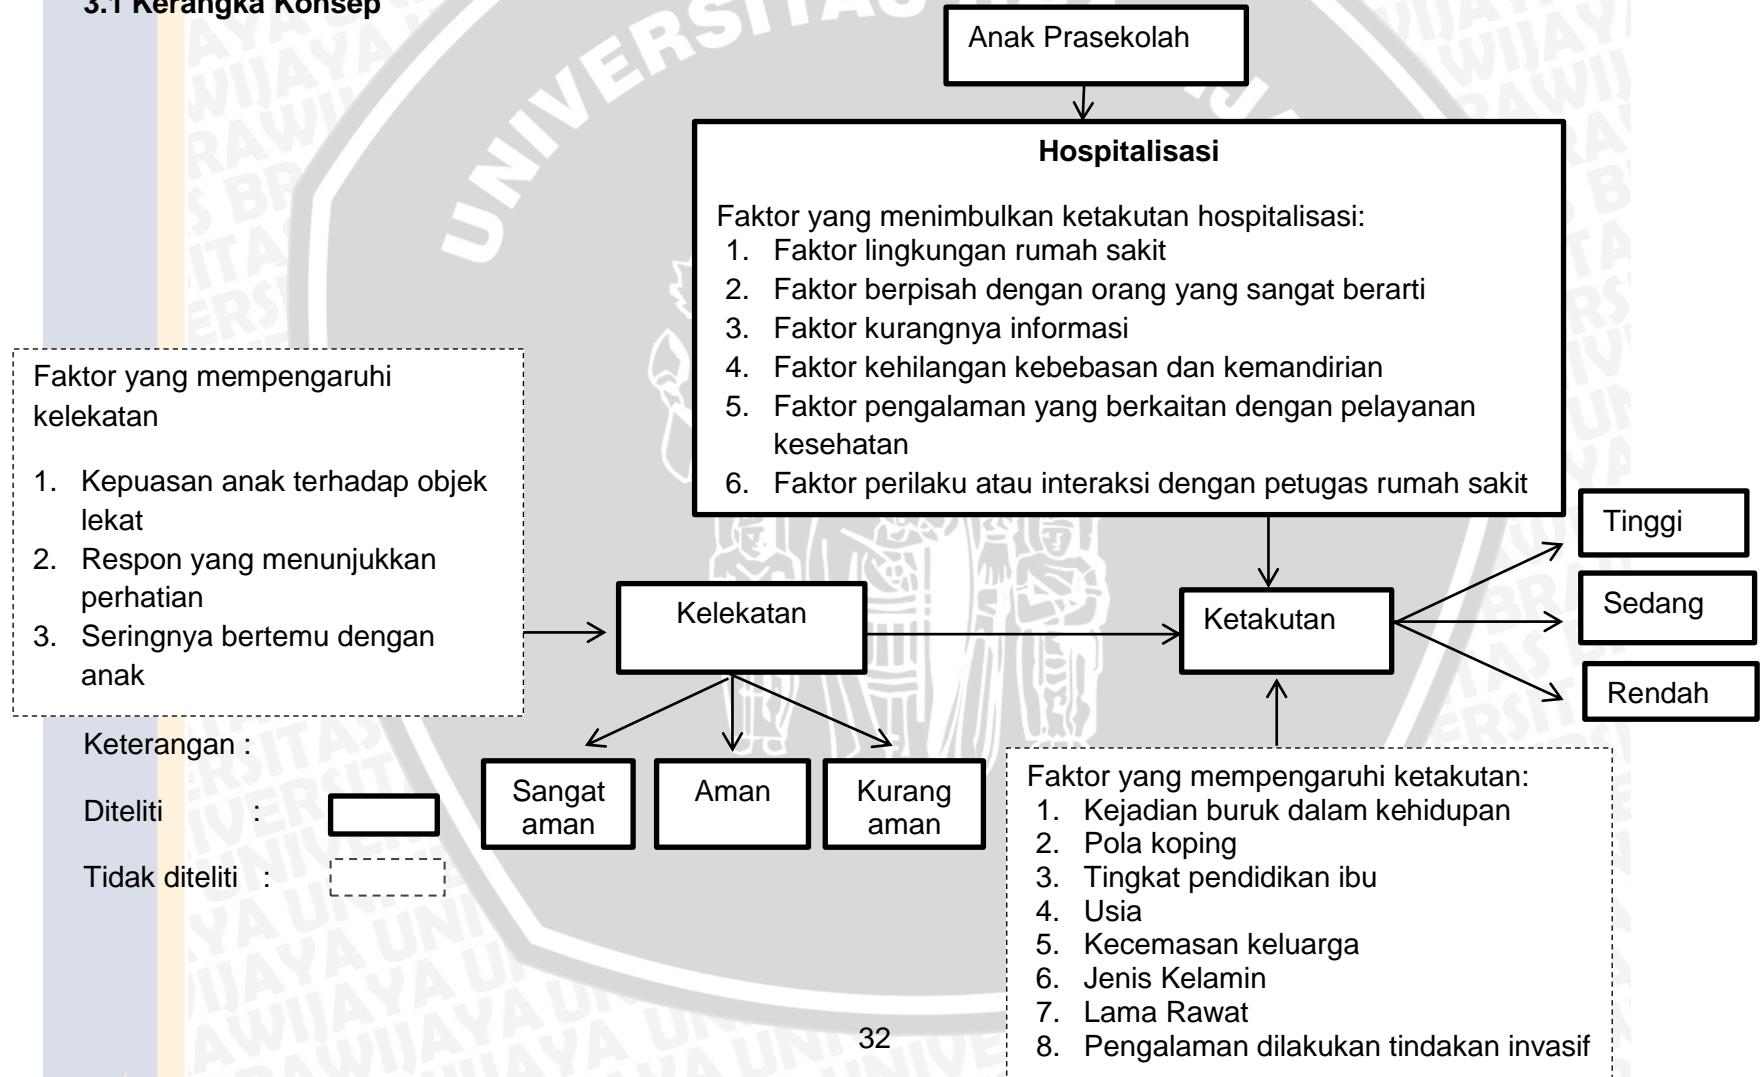 3.1 Kerangka Konsep
Anak Prasekolah
Hospitalisasi
Faktor yang menimbulkan ketakutan hospitalisasi:
1. Faktor lingkungan rumah sakit
2. Faktor berpisah dengan orang yang sangat berarti
3. Faktor kurangnya informasi
4. Faktor kehilangan kebebasan dan kemandirian
5. Faktor pengalaman yang berkaitan dengan pelayanan
kesehatan
6. Faktor perilaku atau interaksi dengan petugas rumah sakit
Faktor yang mempengaruhi
kelekatan
1. Kepuasan anak terhadap objek
lekat
2. Respon yang menunjukkan
perhatian
3. Seringnya bertemu dengan
anak
Kelekatan
Ketakutan
Tinggi
Sedang
Rendah
Sangat
aman
Aman
Kurang
aman
Keterangan :
Diteliti :
Tidak diteliti :
Faktor yang mempengaruhi ketakutan:
1. Kejadian buruk dalam kehidupan
2. Pola koping
3. Tingkat pendidikan ibu
4. Usia
5. Kecemasan keluarga
6. Jenis Kelamin
7. Lama Rawat
8. Pengalaman dilakukan tindakan invasif
32